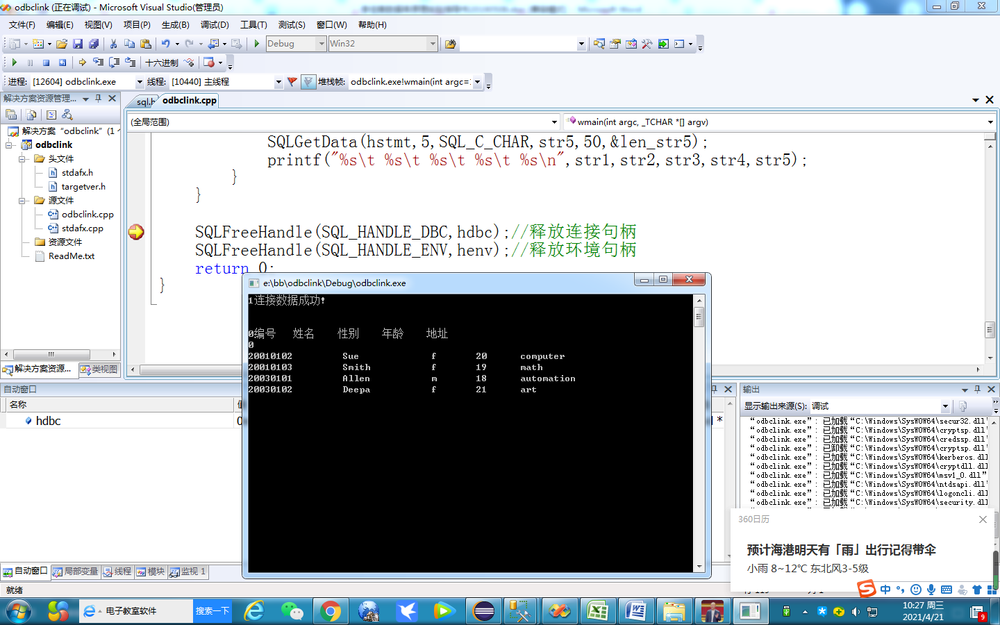 odbclink (正在调试) - Microsoft Visual Studio(管理员)
文件(F) 编辑(E) 视图(V) 项目(P) 生成(B) 调试(D) 工具(T) 测试(S) 窗口(W) 帮助(H)
Debug Win32
十六进制
进程: [12604] odbclink.exe 线程: [10440] 主线程 堆栈帧: odbclink.exe!wmain(int argc=
解决方案资源管理...
sql.h odbclink.cpp
(全局范围) wmain(int argc, _TCHAR *[] argv)
解决方案 "odbclink" (1
odbclink
头文件
stdafx.h
targetver.h
源文件
odbclink.cpp
stdafx.cpp
资源文件
ReadMe.txt
解决方案资源... 类视图
SQLGetData(hstmt,5,SQL_C_CHAR,str5,50,&len_str5);
printf("%s\t %s\t %s\t %s\t %s\n",str1,str2,str3,str4,str5);
}
}
SQLFreeHandle(SQL_HANDLE_DBC,hdbc);//释放连接句柄
SQLFreeHandle(SQL_HANDLE_ENV,henv);//释放环境句柄
return 0;
}
e:\bb\odbclink\Debug\odbclink.exe
1连接数据成功!
0编号 姓名 性别 年龄 地址
0
20010102 Sue f 20 computer
20010103 Smith f 19 math
20030101 Allen m 18 automation
20030102 Deepa f 21 art
自动窗口
名称
hdbc
自动窗口 局部变量 线程 模块 监视 1
输出
显示输出来源(S): 调试
"odbclink.exe": 已加载 "C:\Windows\SysWOW64\secur32.dll"
"odbclink.exe": 已加载 "C:\Windows\SysWOW64\cryptsp.dll"
"odbclink.exe": 已加载 "C:\Windows\SysWOW64\credssp.dll"
"odbclink.exe": 已卸载 "C:\Windows\SysWOW64\cryptsp.dll"
"odbclink.exe": 已加载 "C:\Windows\SysWOW64\kerberos.dll
"odbclink.exe": 已加载 "C:\Windows\SysWOW64\cryptdll.dll
"odbclink.exe": 已加载 "C:\Windows\SysWOW64\msv1_0.dll"
"odbclink.exe": 已加载 "C:\Windows\SysWOW64\ntdsapi.dll"
"odbclink.exe": 已加载 "C:\Windows\SysWOW64\logoncli.dll
"odbclink.exe": 已加载 "C:\Windows\SysWOW64\security.dll
360日历
预计海港明天有「雨」出行记得带伞
小雨 8~12℃ 东北风3-5级
就绪
中
电子教室软件 搜索一下
10:27 周三
2021/4/21
9